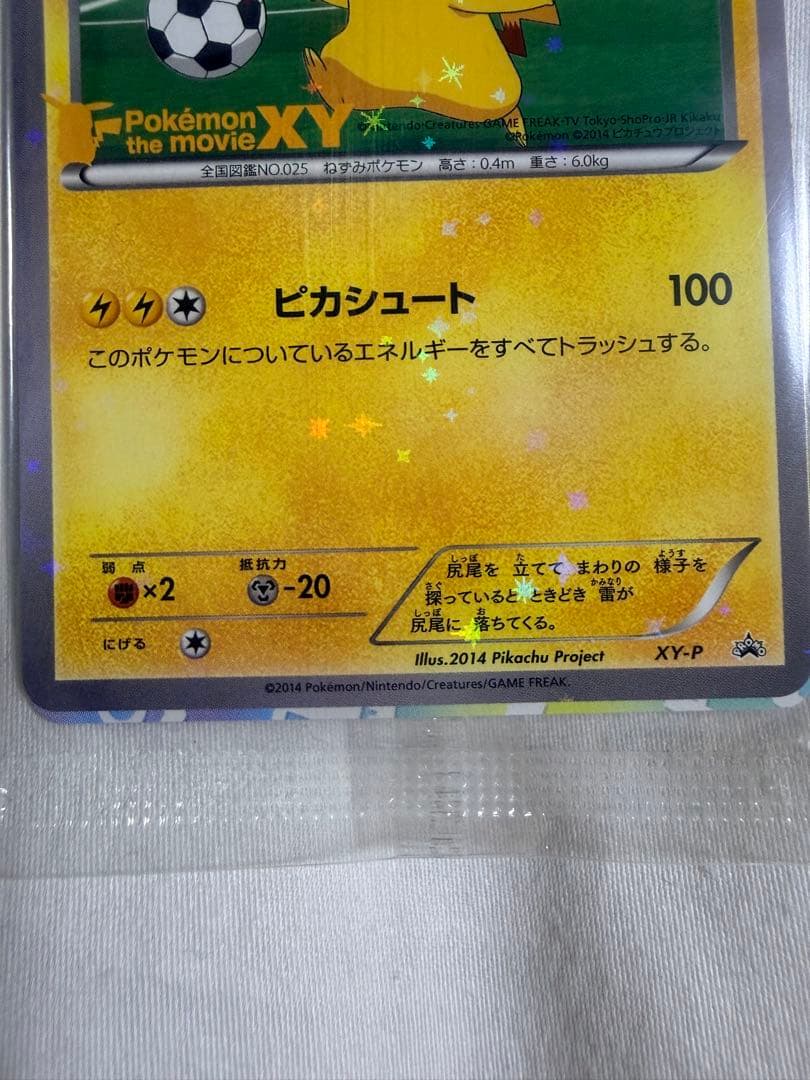 Pokémon
the movie XY
Nintendo·Creatures·GAME FREAK·TV Tokyo·ShoPro·JR Kikaku
©Pokémon ©2014 ピカチュウプロジェクト
全国図鑑NO.025 ねずみポケモン 高さ：0.4m 重さ：6.0kg
ピカシュート 100
このポケモンについているエネルギーをすべてトラッシュする。
弱点 抵抗力
×2 -20
にげる
尻尾を 立てて まわりの 様子を
探っていると ときどき 雷が
尻尾に 落ちてくる。
Illus.2014 Pikachu Project XY-P
©2014 Pokémon/Nintendo/Creatures/GAME FREAK.